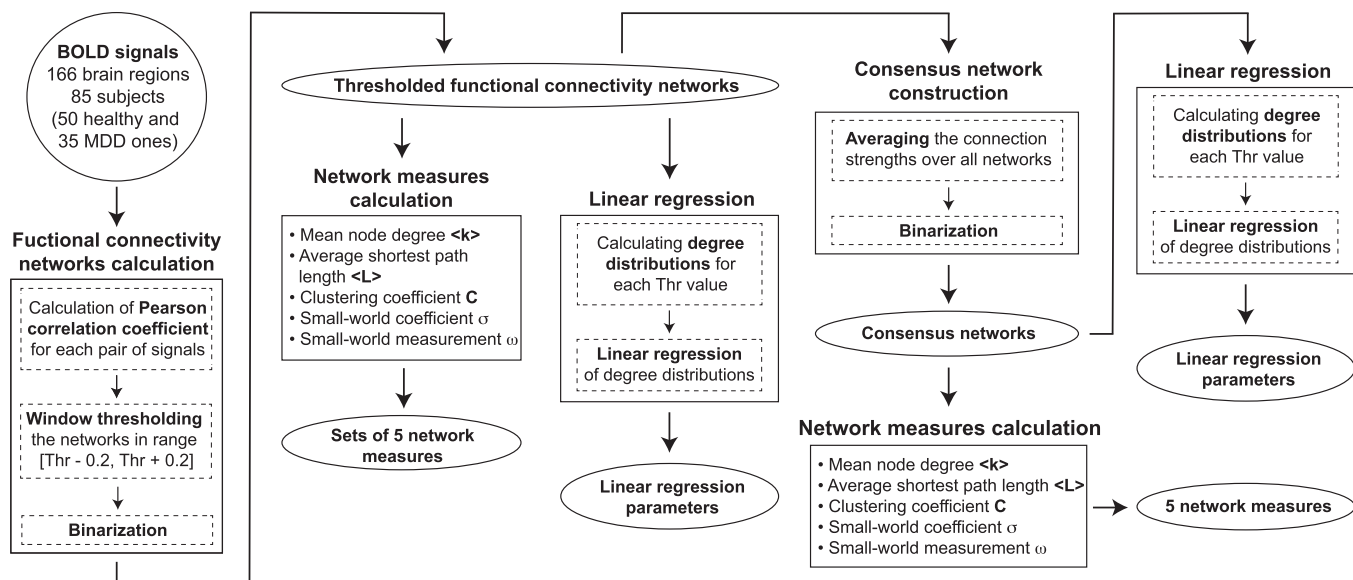 BOLD signals
166 brain regions
85 subjects
(50 healthy and
35 MDD ones)
Fuctional connectivity
networks calculation
Calculation of Pearson
correlation coefficient
for each pair of signals
Window thresholding
the networks in range
[Thr - 0.2, Thr + 0.2]
Binarization
Thresholded functional connectivity networks
Network measures
calculation
• Mean node degree <k>
• Average shortest path
length <L>
• Clustering coefficient C
• Small-world coefficient σ
• Small-world measurement ω
Sets of 5 network
measures
Linear regression
Calculating degree
distributions for
each Thr value
Linear regression
of degree distributions
Linear regression
parameters
Consensus network
construction
Averaging the connection
strengths over all networks
Binarization
Consensus networks
Network measures calculation
• Mean node degree <k>
• Average shortest path length <L>
• Clustering coefficient C
• Small-world coefficient σ
• Small-world measurement ω
5 network measures
Linear regression
Calculating degree
distributions for
each Thr value
Linear regression
of degree distributions
Linear regression
parameters